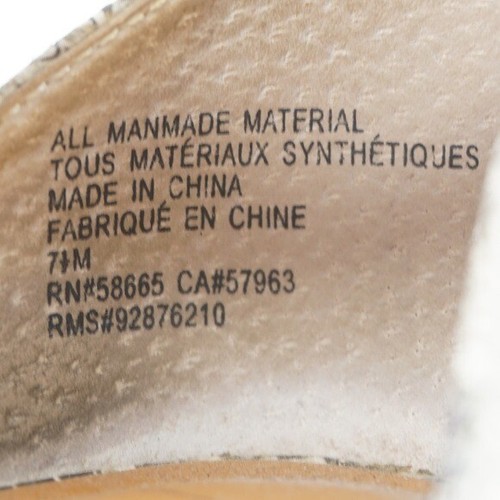 ALL MANMADE MATERIAL
TOUS MATÉRIAUX SYNTHÉTIQUES
MADE IN CHINA
FABRIQUÉ EN CHINE
7½M
RN#58665 CA#57963
RMS#92876210